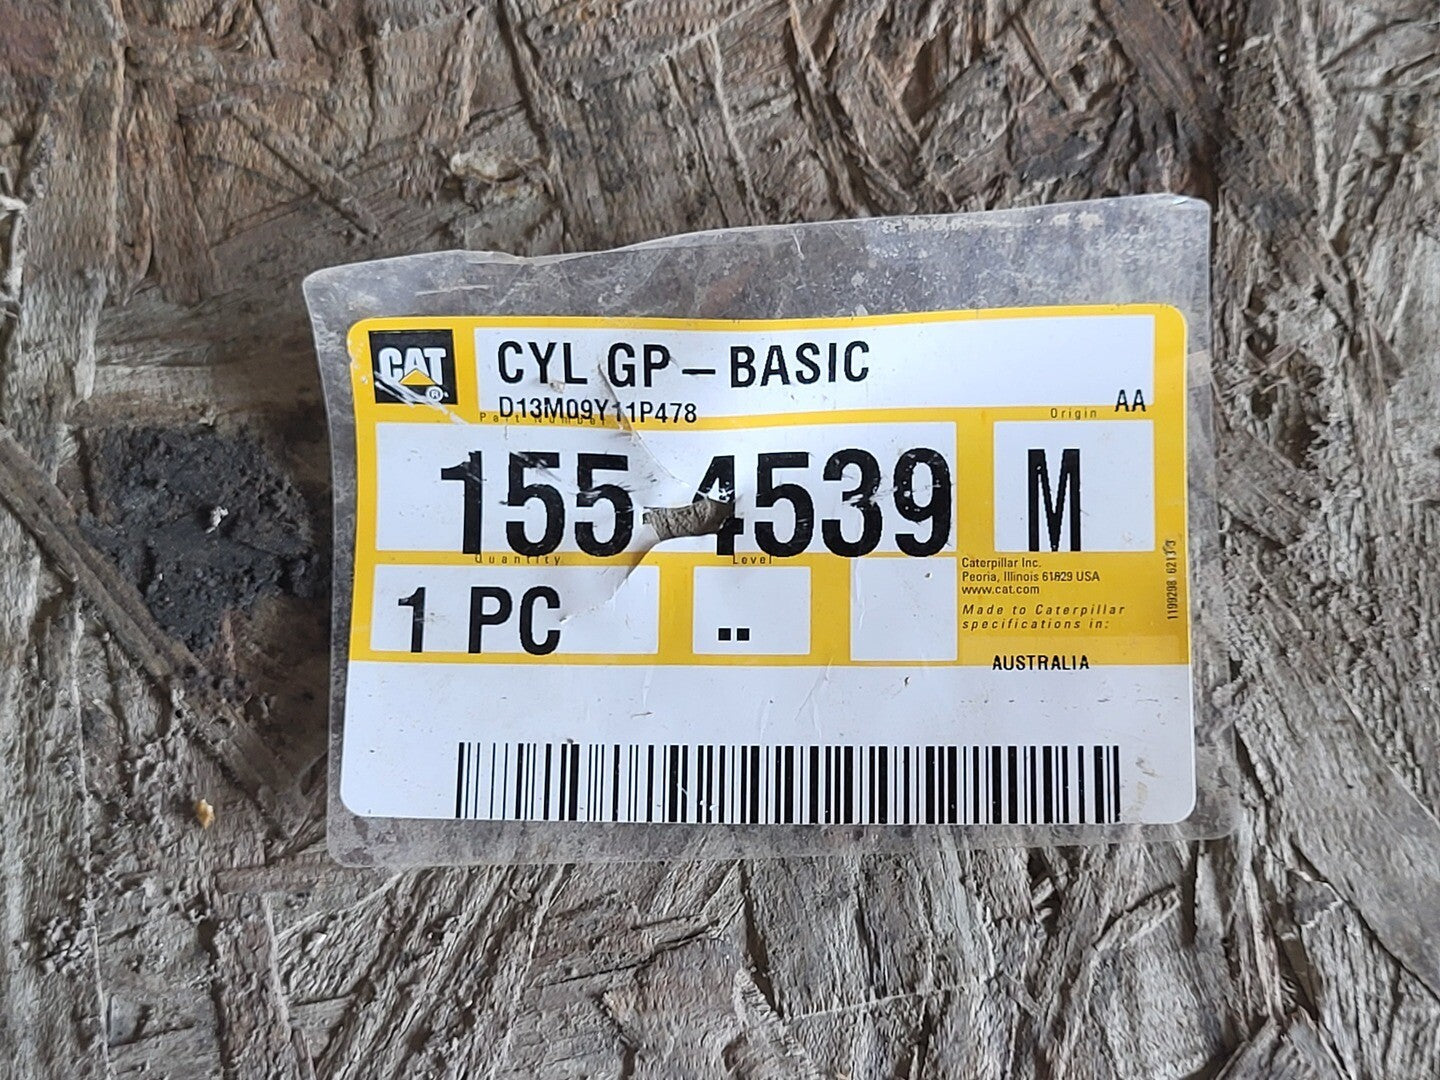 CAT ®
CYL GP – BASIC
D13M09Y11P478
Part Number
Origin AA
155 4539 M
Quantity
Level
1 PC
..
Caterpillar Inc.
Peoria, Illinois 61629 USA
www.cat.com
Made to Caterpillar
specifications in:
AUSTRALIA